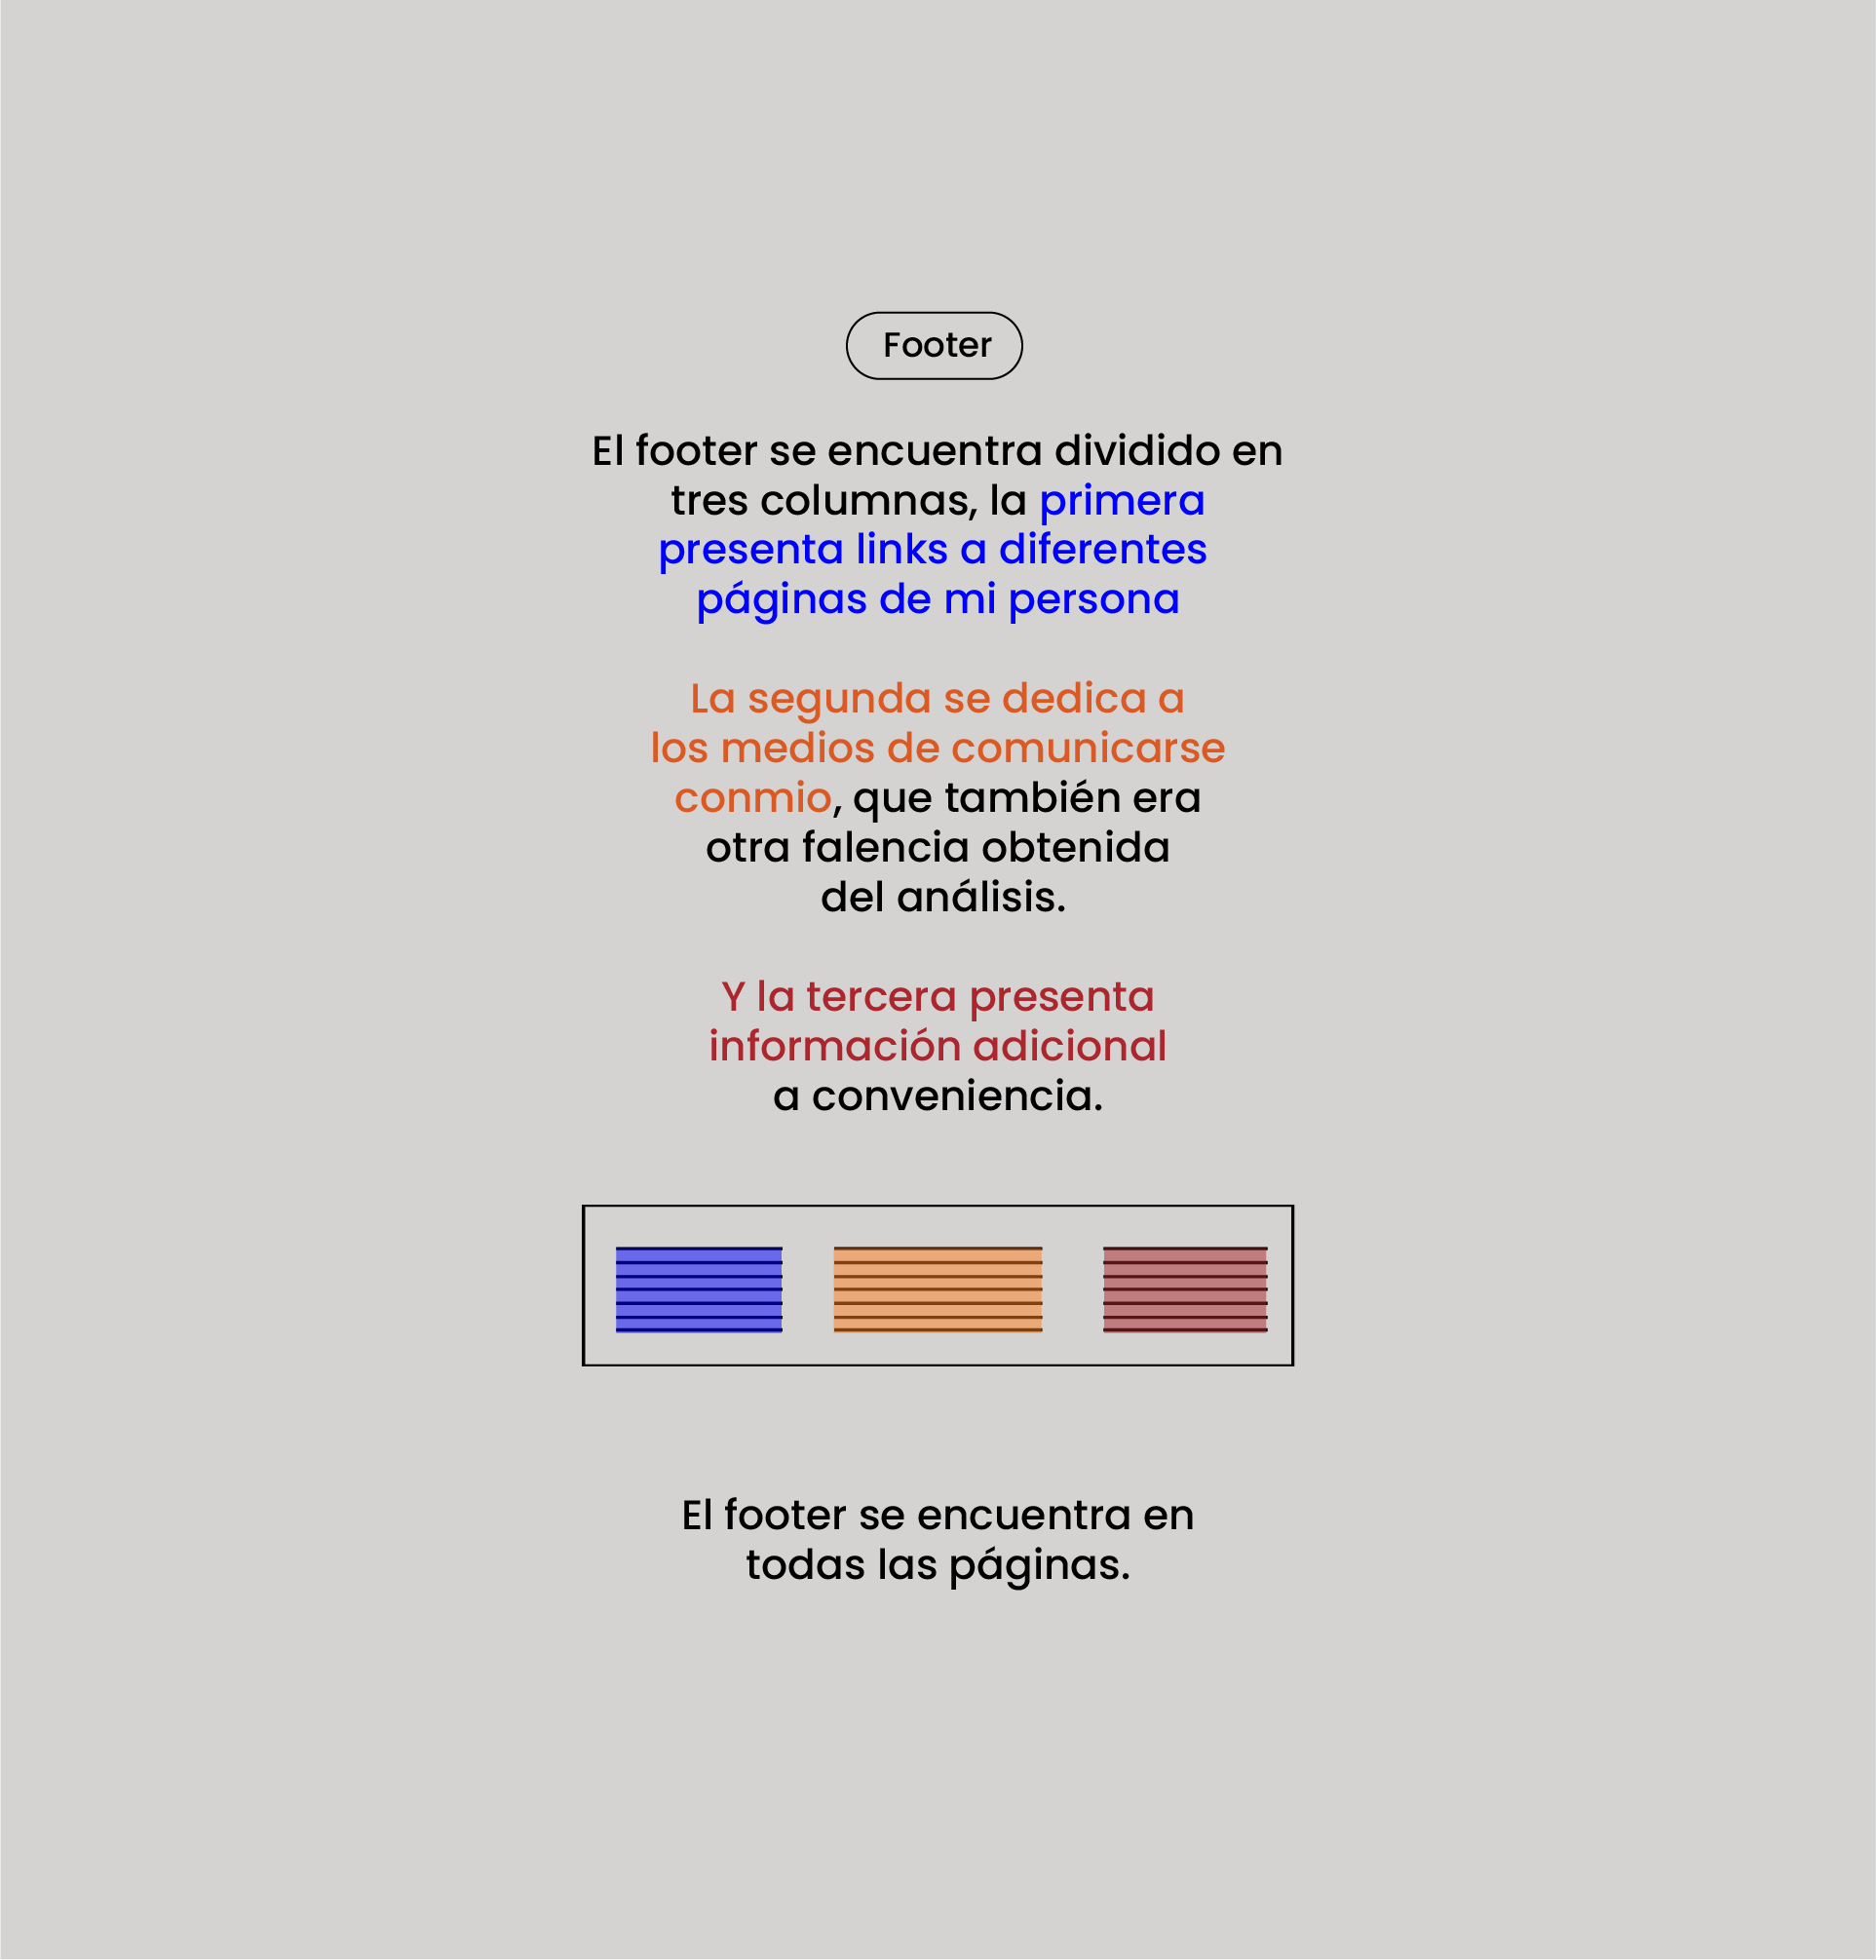 Footer
El footer se encuentra dividido en
tres columnas, la primera
presenta links a diferentes
páginas de mi persona
La segunda se dedica a
los medios de comunicarse
conmio, que también era
otra falencia obtenida
del análisis.
Y la tercera presenta
información adicional
a conveniencia.
El footer se encuentra en
todas las páginas.